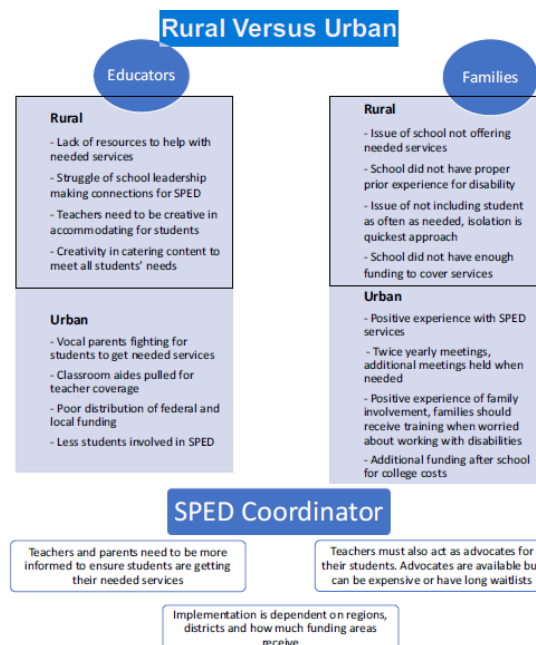 Rural Versus Urban
Educators
Rural
- Lack of resources to help with
needed services
- Struggle of school leadership
making connections for SPED
- Teachers need to be creative in
accommodating for students
- Creativity in catering content to
meet all students' needs
Urban
- Vocal parents fighting for
students to get needed services
- Classroom aides pulled for
teacher coverage
- Poor distribution of federal and
local funding
- Less students involved in SPED
Families
Rural
- Issue of school not offering
needed services
- School did not have proper
prior experience for disability
- Issue of not including student
as often as needed, isolation is
quickest approach
- School did not have enough
funding to cover services
Urban
- Positive experience with SPED
services
- Twice yearly meetings,
additional meetings held when
needed
- Positive experience of family
involvement, families should
receive training when worried
about working with disabilities
- Additional funding after school
for college costs
SPED Coordinator
Teachers and parents need to be more
informed to ensure students are getting
their needed services
Teachers must also act as advocates for
their students. Advocates are available
can be expensive or have long waitlists
Implementation is dependent on regions,
districts and how much funding areas
receive